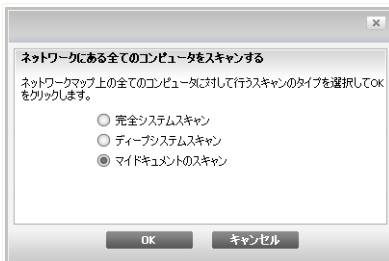 ネットワークにある全てのコンピュータをスキャンする
ネットワークマップ上の全てのコンピュータに対して行うスキャンのタイプを選択してOK
をクリックします。
完全システムスキャン
ディープシステムスキャン
マイドキュメントのスキャン
OK キャンセル